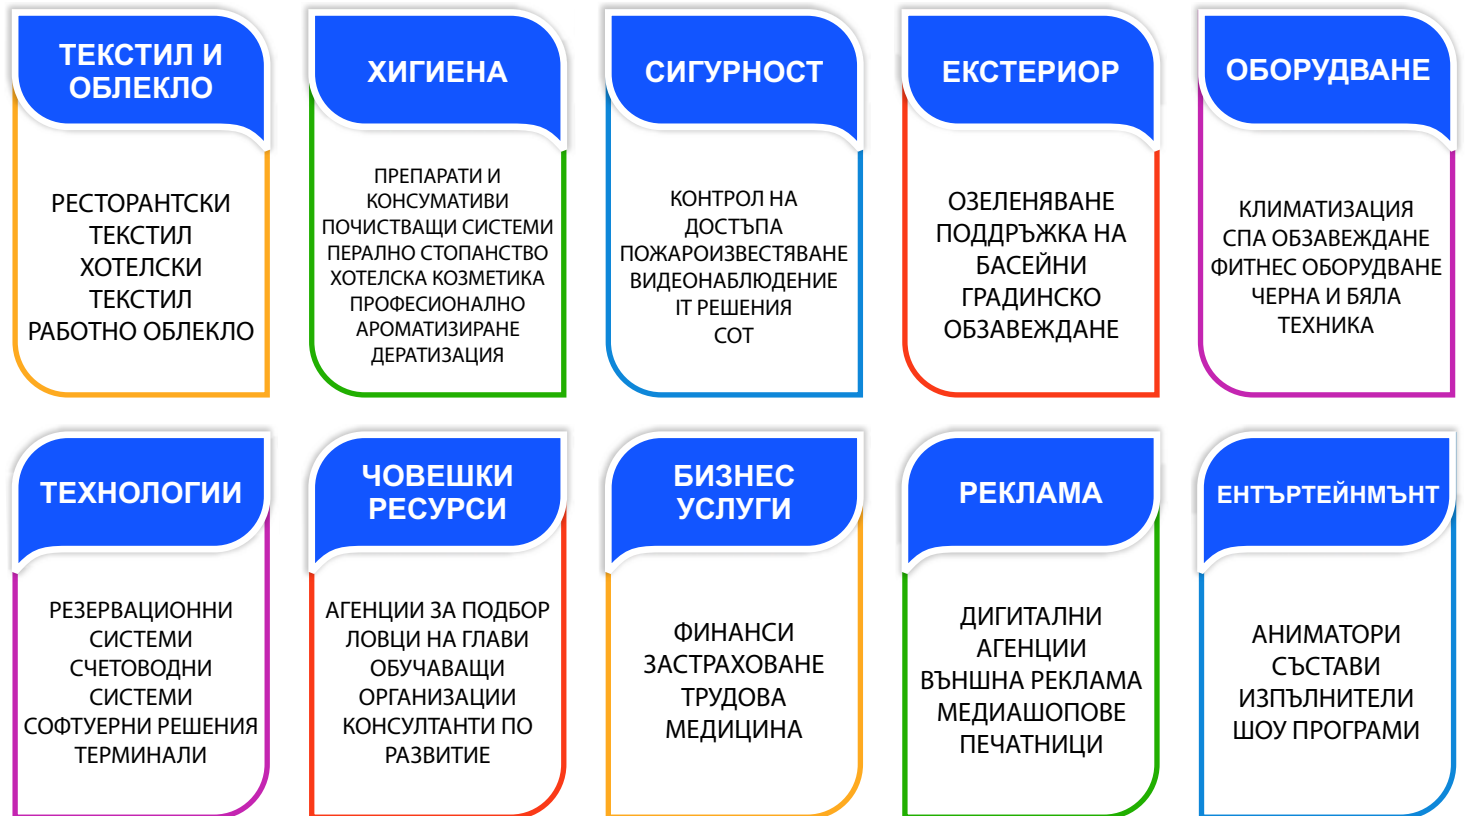 ТЕКСТИЛ И
ОБЛЕКЛО
РЕСТОРАНТСКИ
ТЕКСТИЛ
ХОТЕЛСКИ
ТЕКСТИЛ
РАБОТНО ОБЛЕКЛО
ХИГИЕНА
ПРЕПАРАТИ И
КОНСУМАТИВИ
ПОЧИСТВАЩИ СИСТЕМИ
ПЕРАЛНО СТОПАНСТВО
ХОТЕЛСКА КОЗМЕТИКА
ПРОФЕСИОНАЛНО
АРОМАТИЗИРАНЕ
ДЕРАТИЗАЦИЯ
СИГУРНОСТ
КОНТРОЛ НА
ДОСТЪПА
ПОЖАРОИЗВЕСТЯВАНЕ
ВИДЕОНАБЛЮДЕНИЕ
IT РЕШЕНИЯ
СОТ
ЕКСТЕРИОР
ОЗЕЛЕНЯВАНЕ
ПОДДРЪЖКА НА
БАСЕЙНИ
ГРАДИНСКО
ОБЗАВЕЖДАНЕ
ОБОРУДВАНЕ
КЛИМАТИЗАЦИЯ
СПА ОБЗАВЕЖДАНЕ
ФИТНЕС ОБОРУДВАНЕ
ЧЕРНА И БЯЛА
ТЕХНИКА
ТЕХНОЛОГИИ
РЕЗЕРВАЦИОННИ
СИСТЕМИ
СЧЕТОВОДНИ
СИСТЕМИ
СОФТУЕРНИ РЕШЕНИЯ
ТЕРМИНАЛИ
ЧОВЕШКИ
РЕСУРСИ
АГЕНЦИИ ЗА ПОДБОР
ЛОВЦИ НА ГЛАВИ
ОБУЧАВАЩИ
ОРГАНИЗАЦИИ
КОНСУЛТАНТИ ПО
РАЗВИТИЕ
БИЗНЕС
УСЛУГИ
ФИНАНСИ
ЗАСТРАХОВАНЕ
ТРУДОВА
МЕДИЦИНА
РЕКЛАМА
ДИГИТАЛНИ
АГЕНЦИИ
ВЪНШНА РЕКЛАМА
МЕДИАШОПОВЕ
ПЕЧАТНИЦИ
ЕНТЪРТЕЙНМЪНТ
АНИМАТОРИ
СЪСТАВИ
ИЗПЪЛНИТЕЛИ
ШОУ ПРОГРАМИ